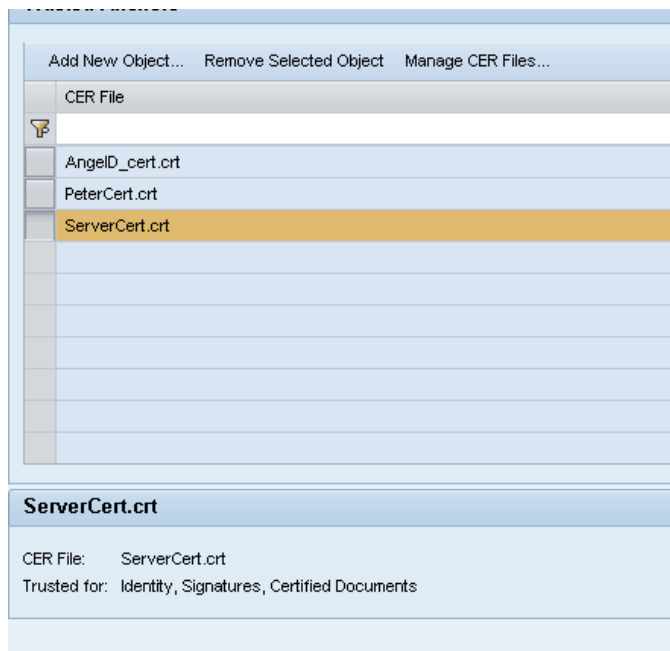 Add New Object... Remove Selected Object Manage CER Files...
CER File
AngelD_cert.crt
PeterCert.crt
ServerCert.crt
ServerCert.crt
CER File: ServerCert.crt
Trusted for: Identity, Signatures, Certified Documents